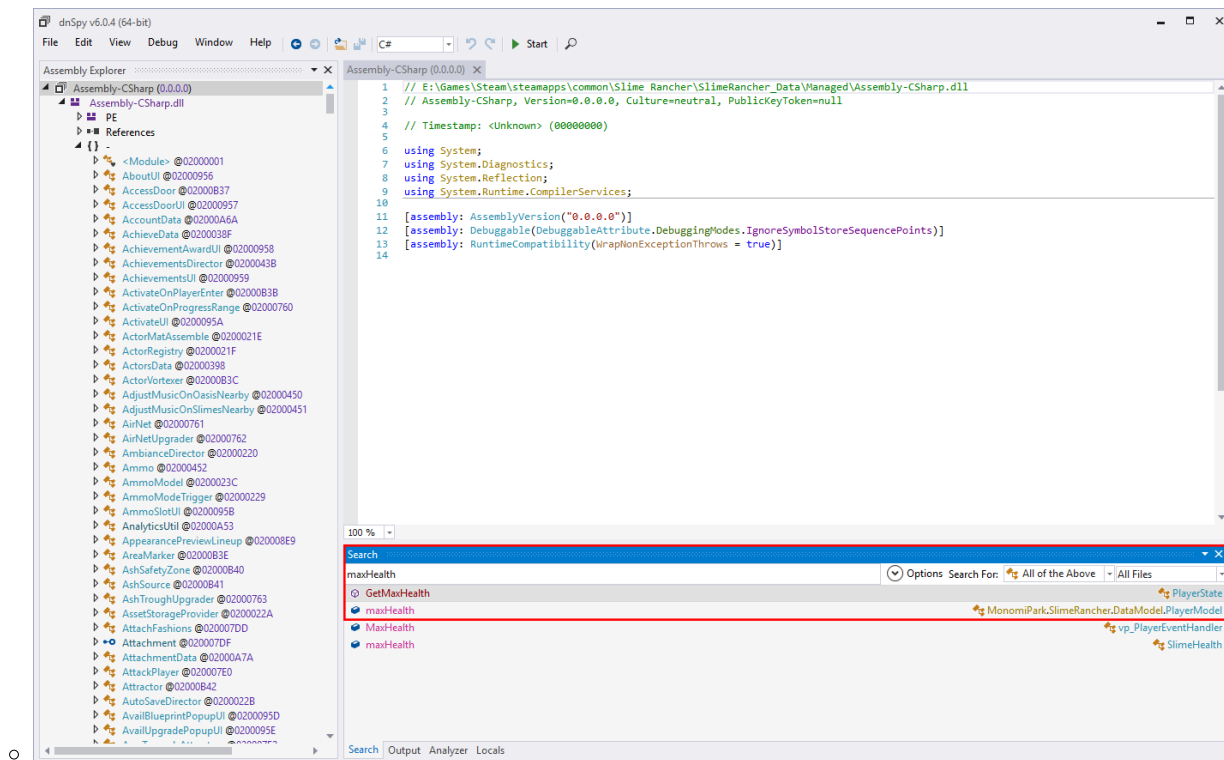 dnSpy v6.0.4 (64-bit)
File Edit View Debug Window Help C# Start
Assembly Explorer
Assembly-CSharp (0.0.0.0)
Assembly-CSharp.dll
PE
References
{ } -
<Module> @02000001
AboutUI @02000956
AccessDoor @02000B37
AccessDoorUI @02000957
AccountData @02000A6A
AchieveData @0200038F
AchievementAwardUI @02000958
AchievementsDirector @0200043B
AchievementsUI @02000959
ActivateOnPlayerEnter @02000B3B
ActivateOnProgressRange @02000760
ActivateUI @0200095A
ActorMatAssemble @0200021E
ActorRegistry @0200021F
ActorsData @02000398
ActorVortexer @02000B3C
AdjustMusicOnOasisNearby @02000450
AdjustMusicOnSlimesNearby @02000451
AirNet @02000761
AirNetUpgrader @02000762
AmbianceDirector @02000220
Ammo @02000452
AmmoModel @0200023C
AmmoModeTrigger @02000229
AmmoSlotUI @0200095B
AnalyticsUtil @02000A53
AppearancePreviewLineup @020008E9
AreaMarker @02000B3E
AshSafetyZone @02000B40
AshSource @02000B41
AshTroughUpgrader @02000763
AssetStorageProvider @0200022A
AttachFashions @020007DD
Attachment @020007DF
AttachmentData @02000A7A
AttackPlayer @020007E0
Attractor @02000B42
AutoSaveDirector @0200022B
AvailBlueprintPopupUI @0200095D
AvailUpgradePopupUI @0200095E
Assembly-CSharp (0.0.0.0)
1 // E:\Games\Steam\steamapps\common\Slime Rancher\SlimeRancher_Data\Managed\Assembly-CSharp.dll
2 // Assembly-CSharp, Version=0.0.0.0, Culture=neutral, PublicKeyToken=null
3
4 // Timestamp: <Unknown> (00000000)
5
6 using System;
7 using System.Diagnostics;
8 using System.Reflection;
9 using System.Runtime.CompilerServices;
10
11 [assembly: AssemblyVersion("0.0.0.0")]
12 [assembly: Debuggable(DebuggableAttribute.DebuggingModes.IgnoreSymbolStoreSequencePoints)]
13 [assembly: RuntimeCompatibility(WrapNonExceptionThrows = true)]
14
100 %
Search
maxHealth Options Search For: All of the Above All Files
GetMaxHealth PlayerState
maxHealth MonomiPark.SlimeRancher.DataModel.PlayerModel
MaxHealth vp_PlayerEventHandler
maxHealth SlimeHealth
Search Output Analyzer Locals